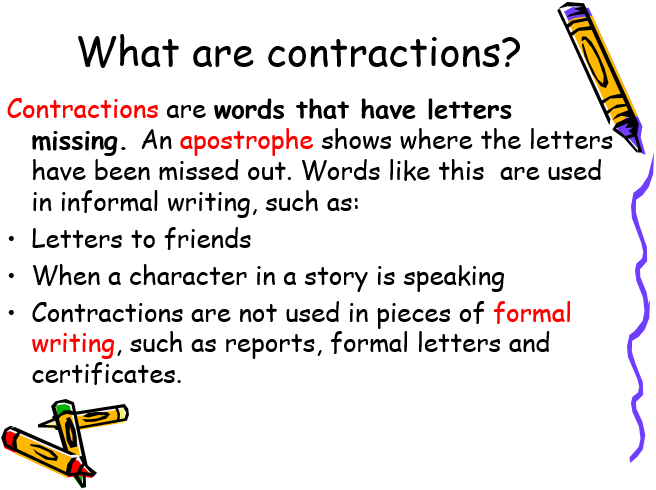 What are contractions?
Contractions are words that have letters
missing. An apostrophe shows where the letters
have been missed out. Words like this  are used
in informal writing, such as:
• Letters to friends
• When a character in a story is speaking
• Contractions are not used in pieces of formal
writing, such as reports, formal letters and
certificates.